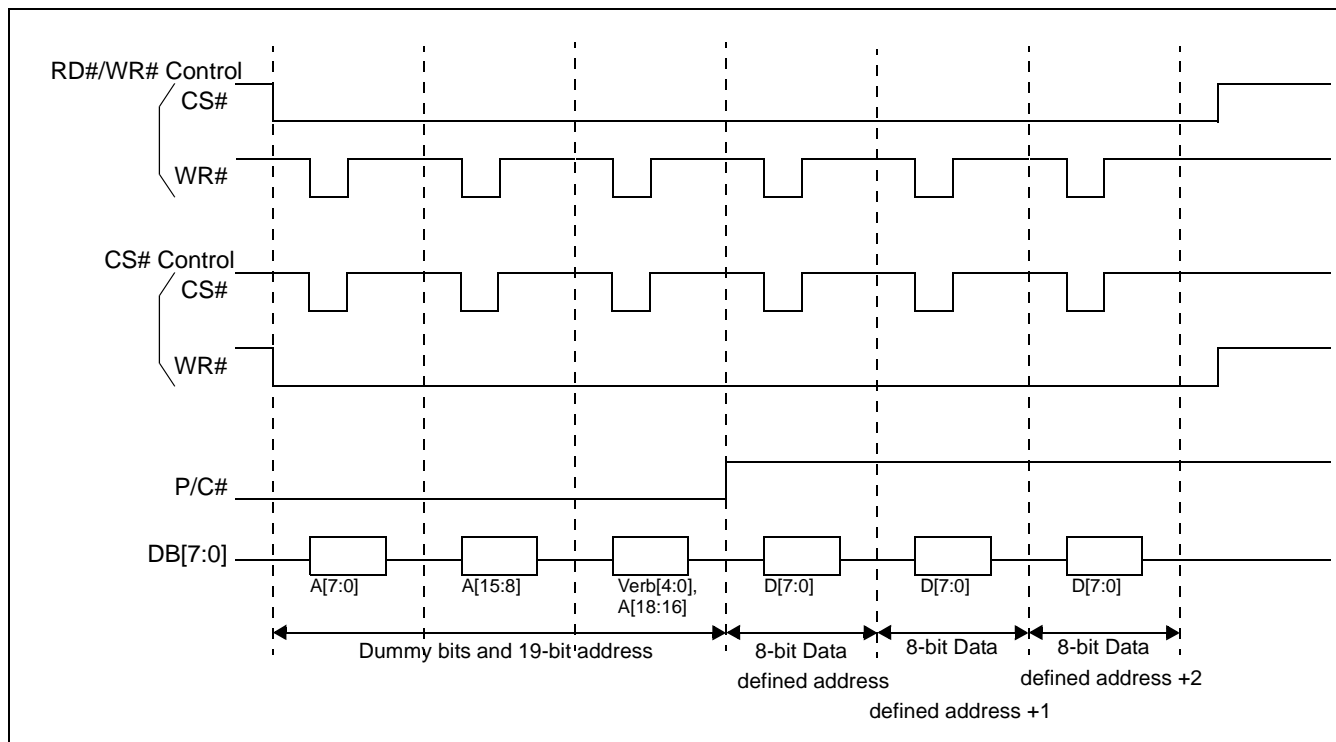 RD#/WR# Control
CS#
WR#
CS# Control
CS#
WR#
P/C#
DB[7:0]
A[7:0]
A[15:8]
Verb[4:0],
A[18:16]
D[7:0]
D[7:0]
D[7:0]
Dummy bits and 19-bit address
8-bit Data
8-bit Data
8-bit Data
defined address
defined address +1
defined address +2